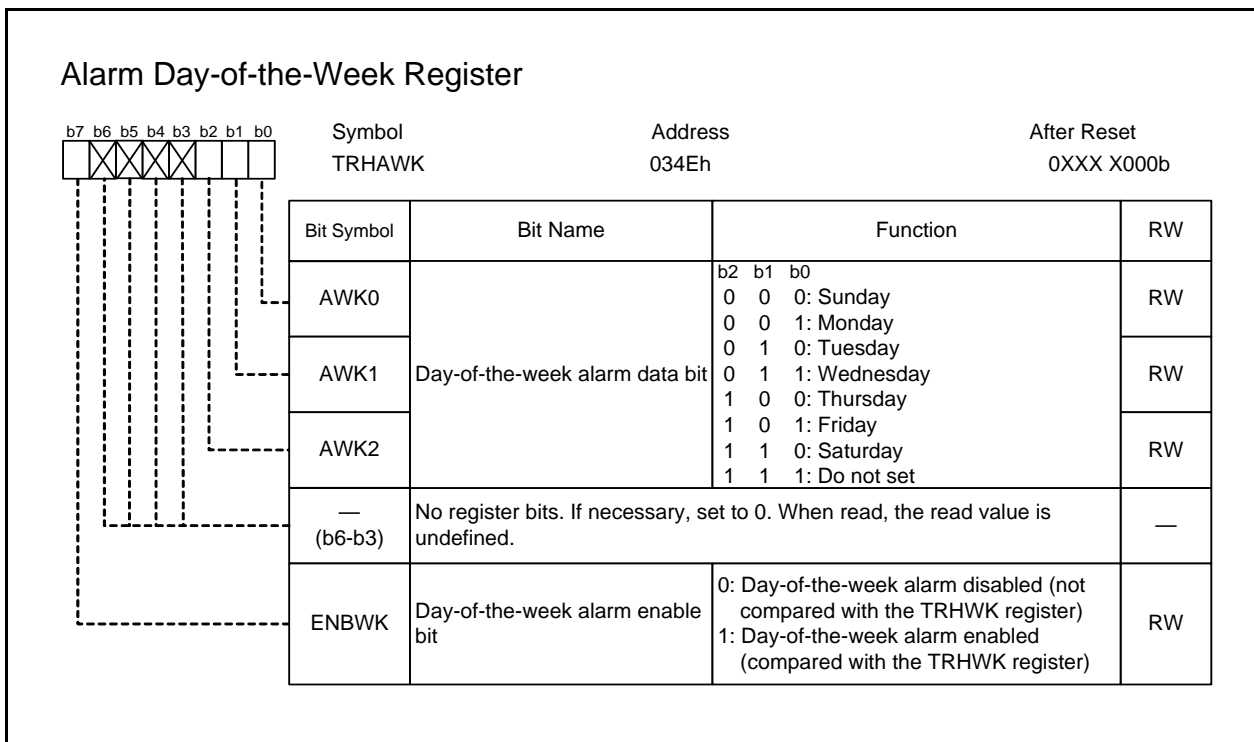 Alarm Day-of-the-Week Register
b7 b6 b5 b4 b3 b2 b1 b0
Symbol Address After Reset
TRHAWK 034Eh 0XXX X000b
Bit Symbol Bit Name Function RW
AWK0 RW
AWK1 RW
AWK2 RW
Day-of-the-week alarm data bit
b2 b1 b0
0 0 0: Sunday
0 0 1: Monday
0 1 0: Tuesday
0 1 1: Wednesday
1 0 0: Thursday
1 0 1: Friday
1 1 0: Saturday
1 1 1: Do not set
—
(b6-b3)
No register bits. If necessary, set to 0. When read, the read value is
undefined.
—
ENBWK
Day-of-the-week alarm enable
bit
0: Day-of-the-week alarm disabled (not
compared with the TRHWK register)
1: Day-of-the-week alarm enabled
(compared with the TRHWK register)
RW